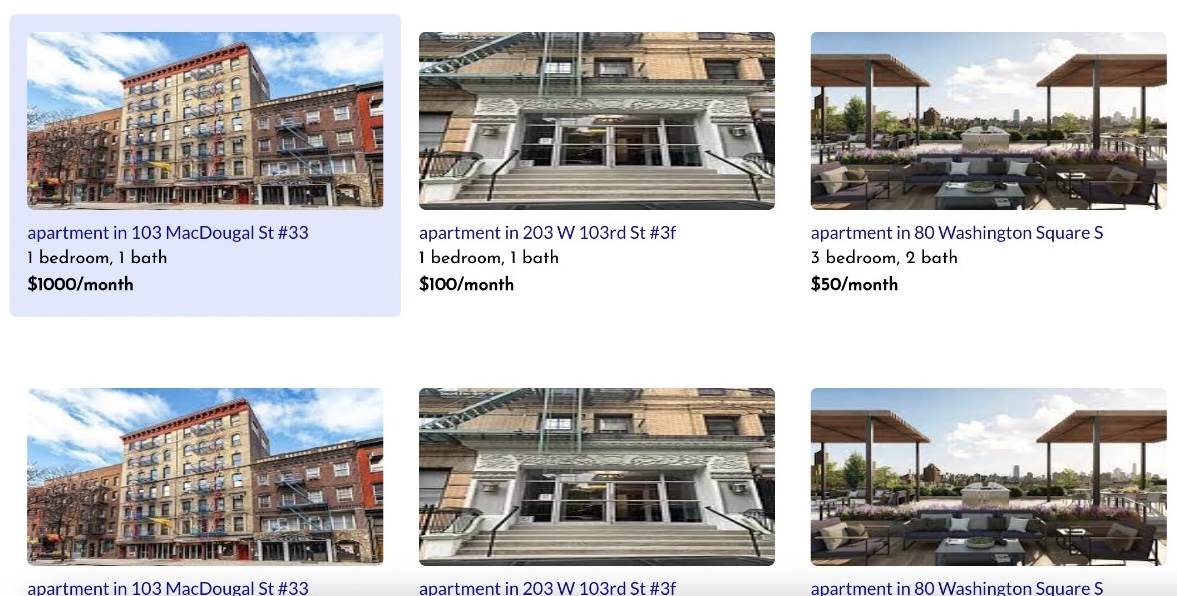 apartment in 103 MacDougal St #33
1 bedroom, 1 bath
$1000/month
apartment in 203 W 103rd St #3f
1 bedroom, 1 bath
$100/month
apartment in 80 Washington Square S
3 bedroom, 2 bath
$50/month
apartment in 103 MacDougal St #33
apartment in 203 W 103rd St #3f
apartment in 80 Washington Square S